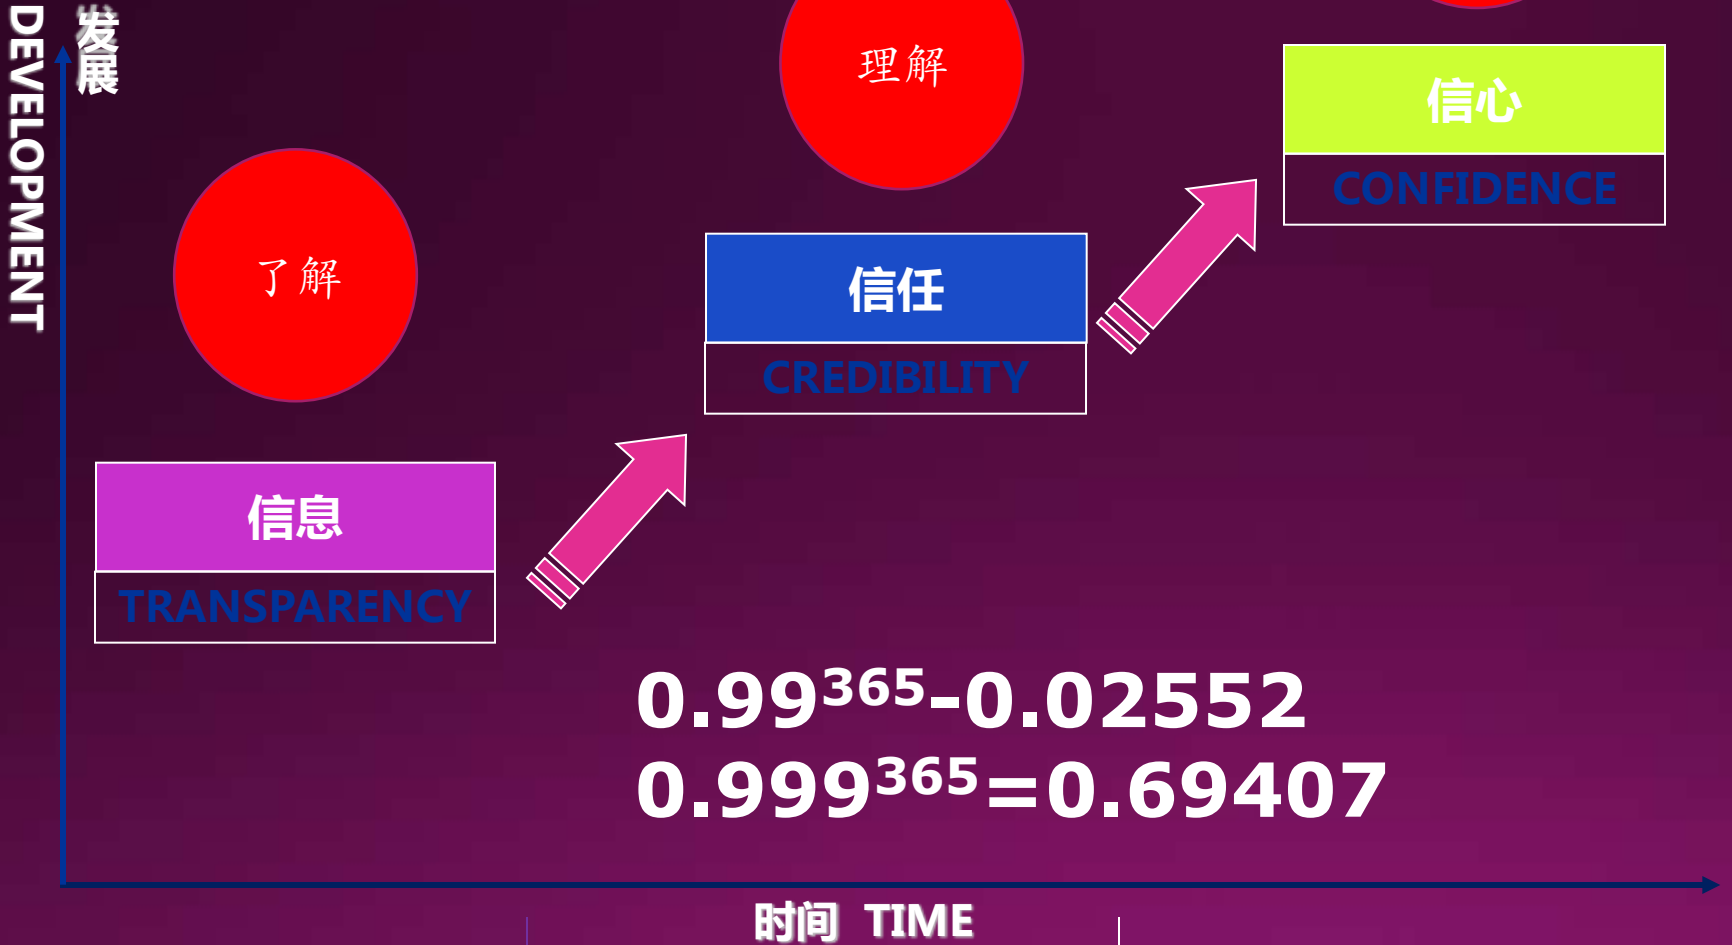 DEVELOPMENT
发展
了解
信息
TRANSPARENCY
理解
信任
CREDIBILITY
信心
CONFIDENCE
0.99³⁶⁵-0.02552
0.999³⁶⁵=0.69407
时间 TIME